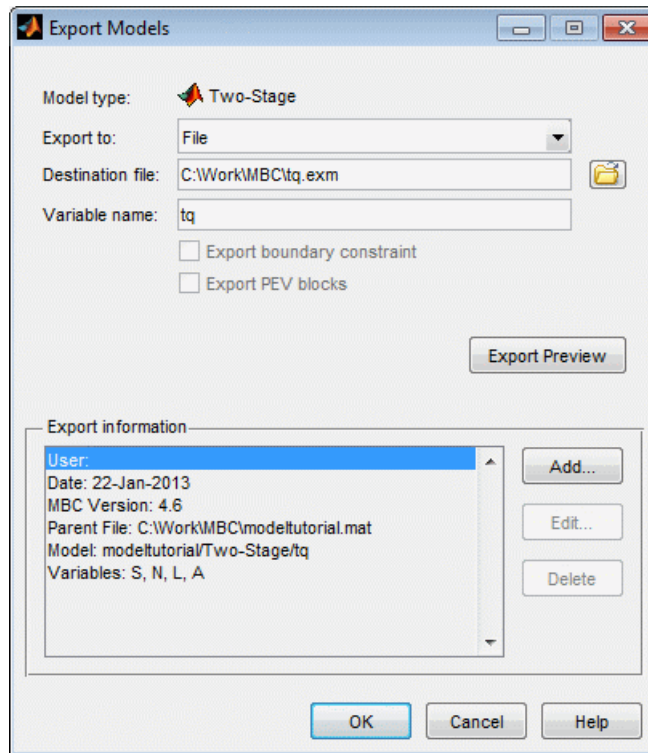 Export Models
Model type: Two-Stage
Export to: File
Destination file: C:\Work\MBC\tq.exm
Variable name: tq
Export boundary constraint
Export PEV blocks
Export Preview
Export information
User:
Date: 22-Jan-2013
MBC Version: 4.6
Parent File: C:\Work\MBC\modeltutorial.mat
Model: modeltutorial/Two-Stage/tq
Variables: S, N, L, A
Add...
Edit...
Delete
OK Cancel Help